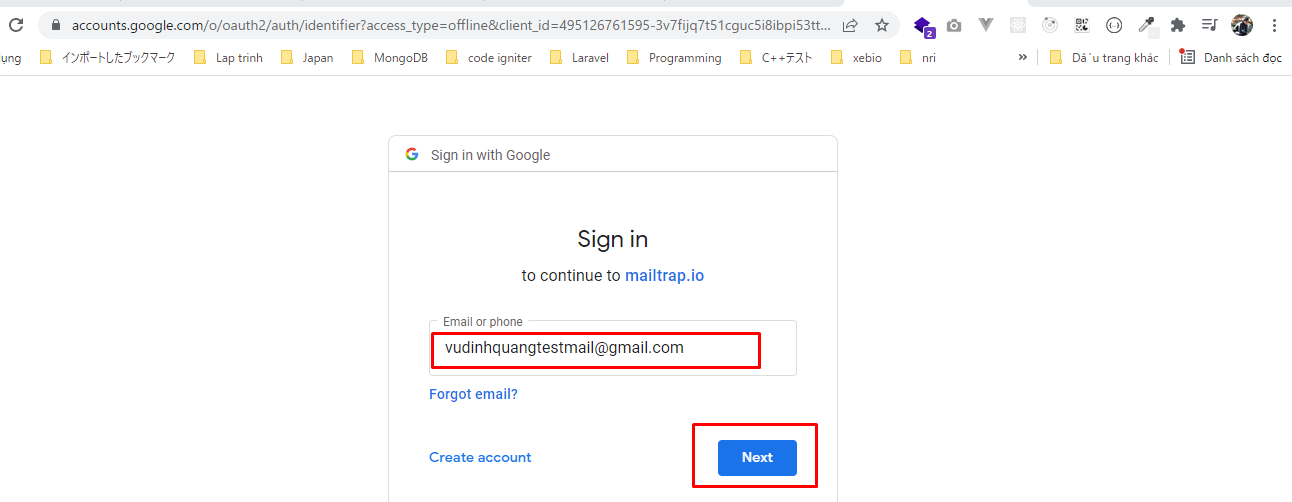 accounts.google.com/o/oauth2/auth/identifier?access_type=offline&client_id=495126761595-3v7fijq7t51cguc5i8ibpi53tt...
2
ụng インポートしたブックマーク Lap trinh Japan MongoDB code igniter Laravel Programming C++テスト xebio nri » Dấu trang khác Danh sách đọc
Sign in with Google
Sign in
to continue to mailtrap.io
Email or phone
vudinhquangtestmail@gmail.com
Forgot email?
Create account Next